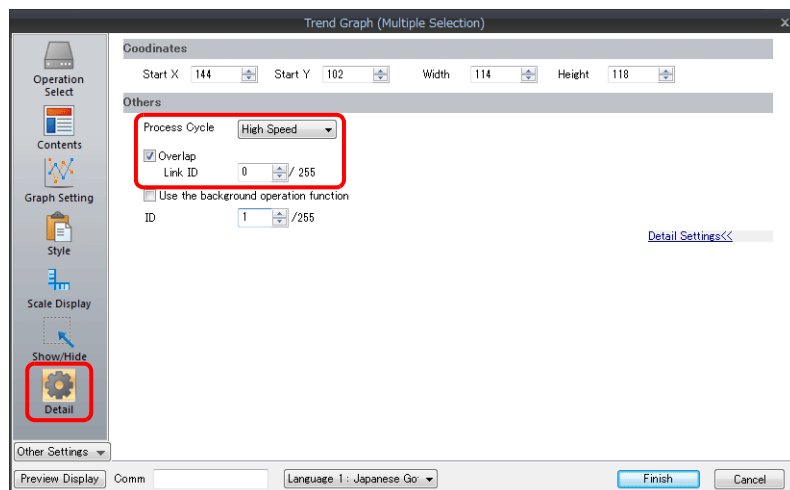 Trend Graph (Multiple Selection)
x
Operation
Select
Contents
Graph Setting
Style
Scale Display
Show/Hide
Detail
Other Settings
Coodinates
Start X 144 Start Y 102 Width 114 Height 118
Others
Process Cycle High Speed
Overlap
Link ID 0 / 255
Use the background operation function
ID 1 /255
Detail Settings<<
Preview Display Comm Language 1 : Japanese Go Finish Cancel